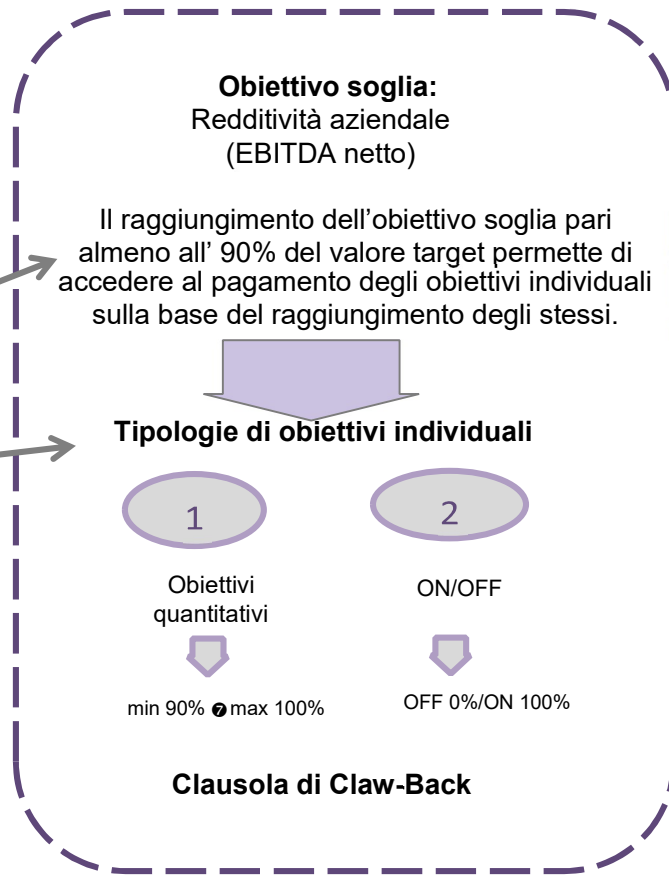 Obiettivo soglia:
Redditività aziendale
(EBITDA netto)
Il raggiungimento dell’obiettivo soglia pari
almeno all’ 90% del valore target permette di
accedere al pagamento degli obiettivi individuali
sulla base del raggiungimento degli stessi.
Tipologie di obiettivi individuali
1 2
Obiettivi
quantitativi
ON/OFF
min 90% ❼ max 100%
OFF 0%/ON 100%
Clausola di Claw-Back